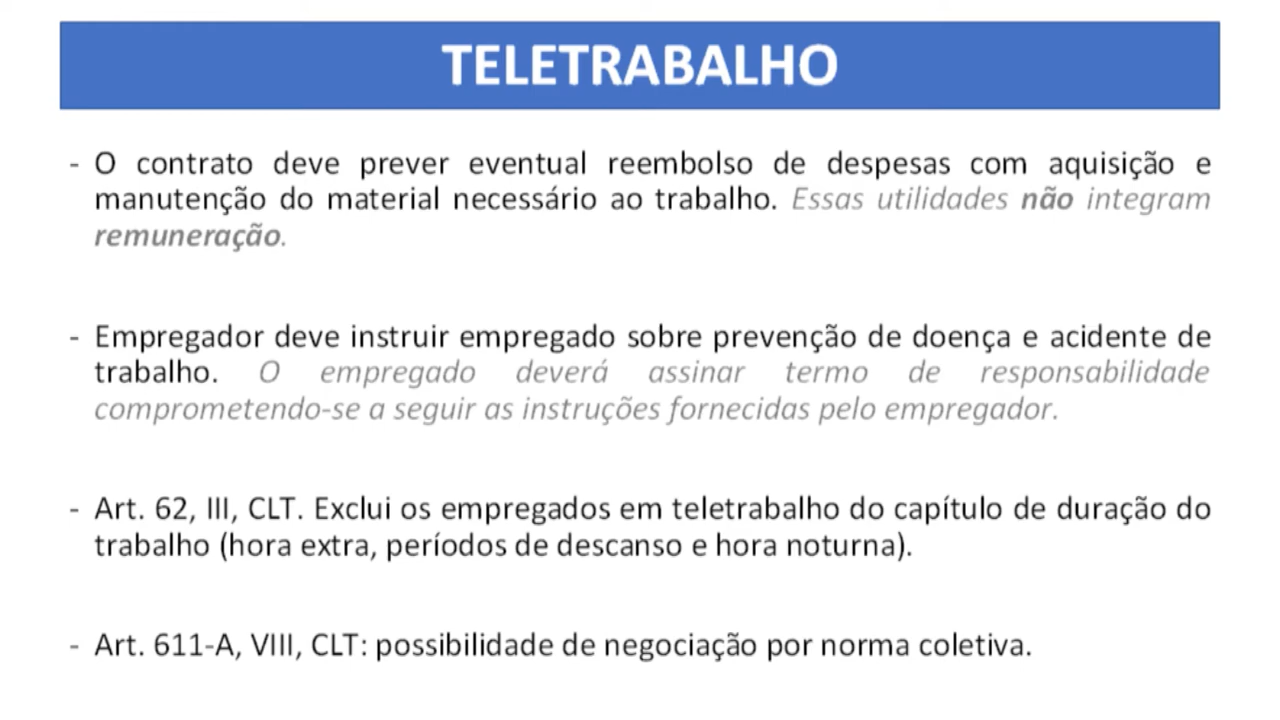 TELETRABALHO
- O contrato deve prever eventual reembolso de despesas com aquisição e
manutenção do material necessário ao trabalho. Essas utilidades não integram
remuneração.
- Empregador deve instruir empregado sobre prevenção de doença e acidente de
trabalho. O empregado deverá assinar termo de responsabilidade
comprometendo-se a seguir as instruções fornecidas pelo empregador.
- Art. 62, III, CLT. Exclui os empregados em teletrabalho do capítulo de duração do
trabalho (hora extra, períodos de descanso e hora noturna).
- Art. 611-A, VIII, CLT: possibilidade de negociação por norma coletiva.